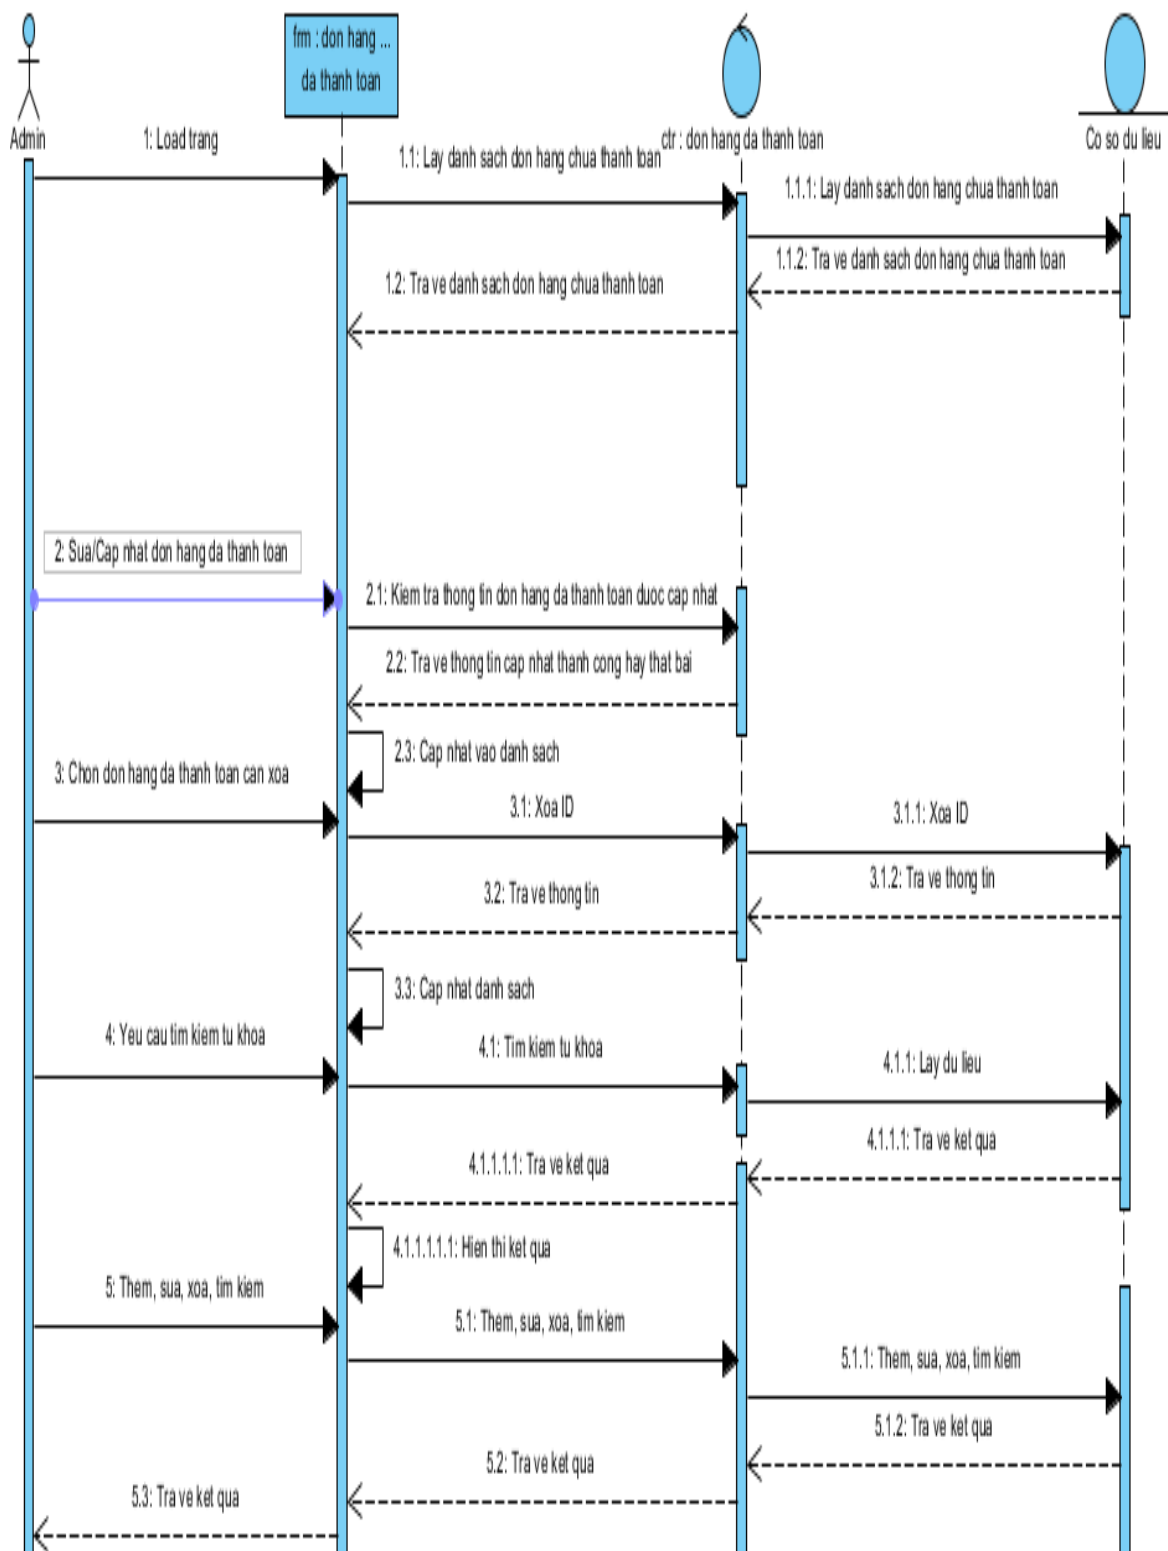 frm : don hang ...
da thanh toan
Admin
1: Load trang
ctr : don hang da thanh toan
Co so du lieu
1.1: Lay danh sach don hang chua thanh toan
1.1.1: Lay danh sach don hang chua thanh toan
1.1.2: Tra ve danh sach don hang chua thanh toan
1.2: Tra ve danh sach don hang chua thanh toan
2: Sua/Cap nhat don hang da thanh toan
2.1: Kiem tra thong tin don hang da thanh toan duoc cap nhat
2.2: Tra ve thong tin cap nhat thanh cong hay that bai
2.3: Cap nhat vao danh sach
3: Chon don hang da thanh toan can xoa
3.1: Xoa ID
3.1.1: Xoa ID
3.1.2: Tra ve thong tin
3.2: Tra ve thong tin
3.3: Cap nhat danh sach
4: Yeu cau tim kiem tu khoa
4.1: Tim kiem tu khoa
4.1.1: Lay du lieu
4.1.1.1: Tra ve ket qua
4.1.1.1.1: Tra ve ket qua
4.1.1.1.1.1: Hien thi ket qua
5: Them, sua, xoa, tim kiem
5.1: Them, sua, xoa, tim kiem
5.1.1: Them, sua, xoa, tim kiem
5.1.2: Tra ve ket qua
5.2: Tra ve ket qua
5.3: Tra ve ket qua